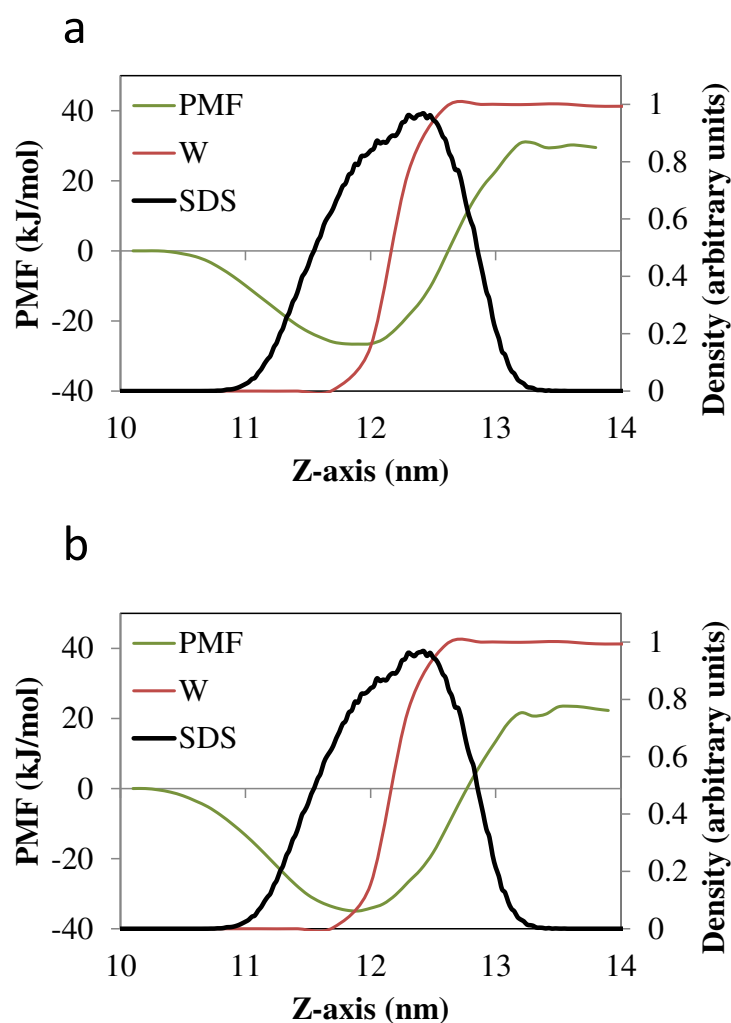 a
PMF
W
SDS
40
20
0
-20
-40
PMF (kJ/mol)
1
0.8
0.6
0.4
0.2
0
Density (arbitrary units)
10 11 12 13 14
Z-axis (nm)
b
PMF
W
SDS
40
20
0
-20
-40
PMF (kJ/mol)
1
0.8
0.6
0.4
0.2
0
Density (arbitrary units)
10 11 12 13 14
Z-axis (nm)